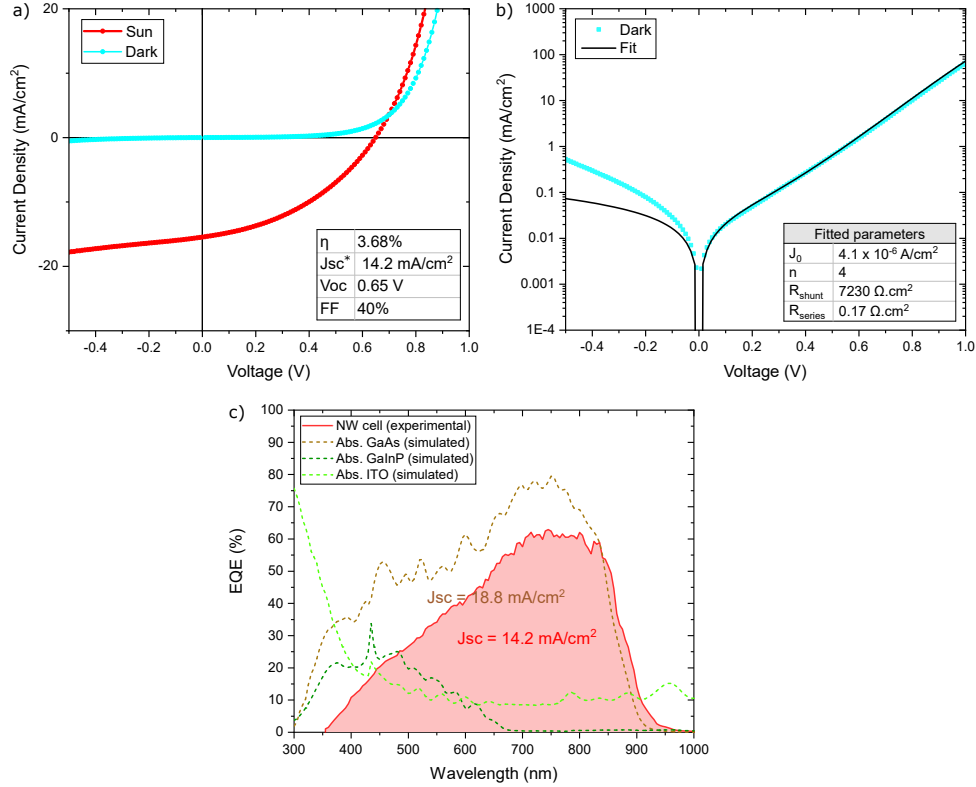 a)
Sun
Dark
Current Density (mA/cm²)
20
0
-20
η 3.68%
Jsc* 14.2 mA/cm²
Voc 0.65 V
FF 40%
-0.4 -0.2 0.0 0.2 0.4 0.6 0.8 1.0
Voltage (V)
b)
Dark
Fit
Current Density (mA/cm²)
1000
100
10
1
0.1
0.01
0.001
1E-4
Fitted parameters
J₀ 4.1 x 10⁻⁶ A/cm²
n 4
Rshunt 7230 Ω.cm²
Rseries 0.17 Ω.cm²
-0.4 -0.2 0.0 0.2 0.4 0.6 0.8 1.0
Voltage (V)
c)
NW cell (experimental)
Abs. GaAs (simulated)
Abs. GaInP (simulated)
Abs. ITO (simulated)
EQE (%)
100
90
80
70
60
50
40
30
20
10
0
Jsc = 18.8 mA/cm²
Jsc = 14.2 mA/cm²
300 400 500 600 700 800 900 1000
Wavelength (nm)